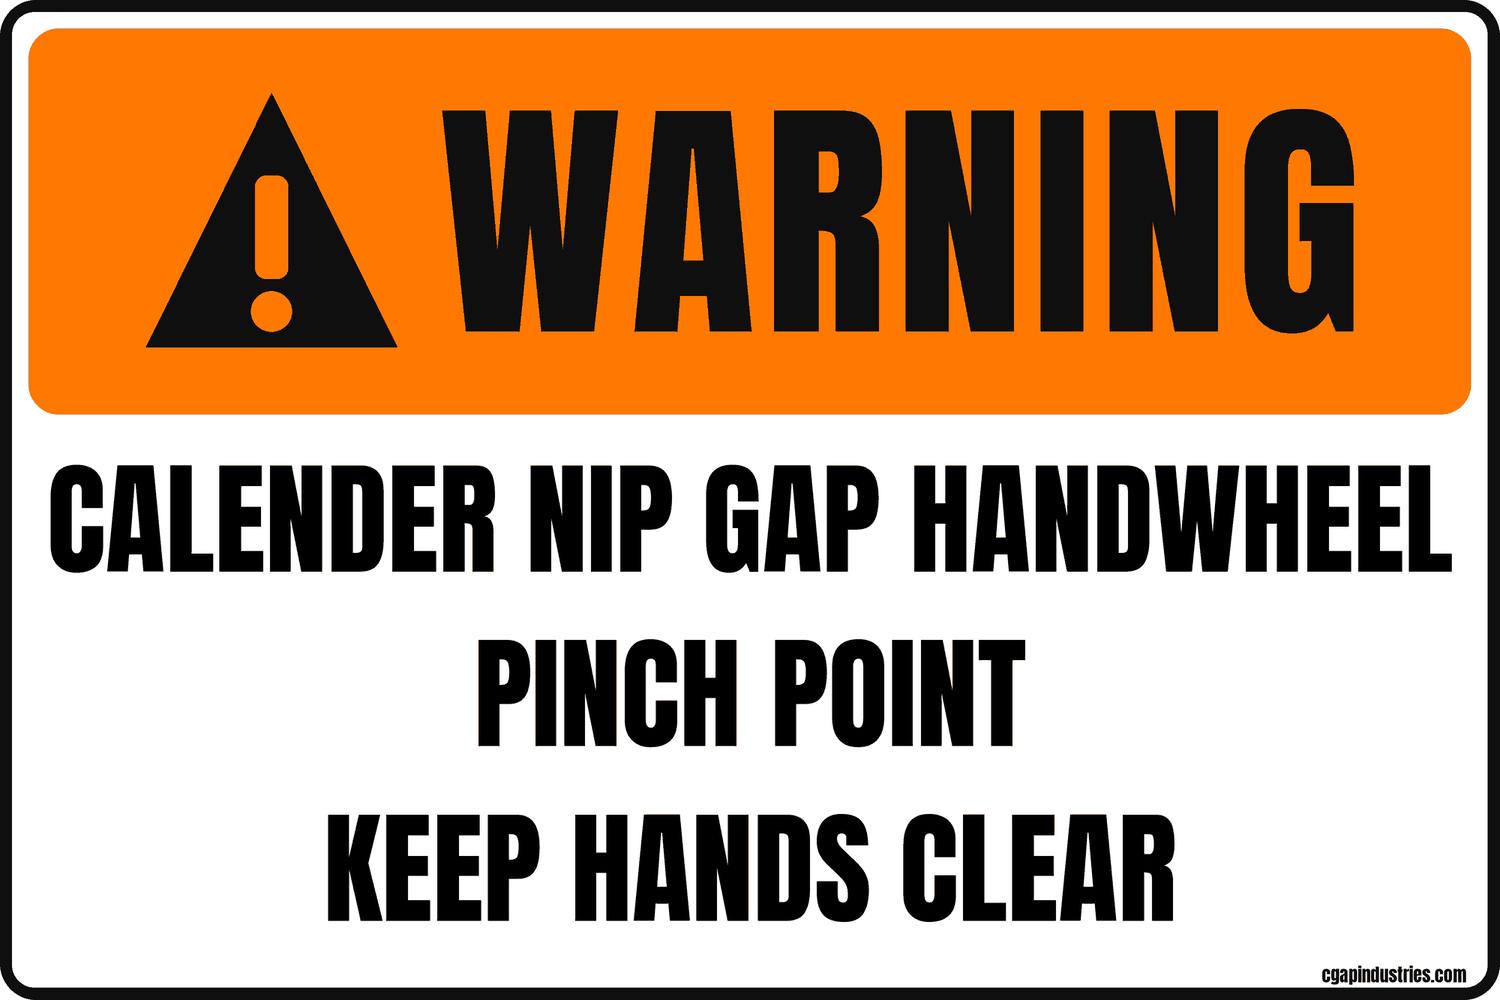 WARNING
CALENDER NIP GAP HANDWHEEL
PINCH POINT
KEEP HANDS CLEAR
cgapindustries.com